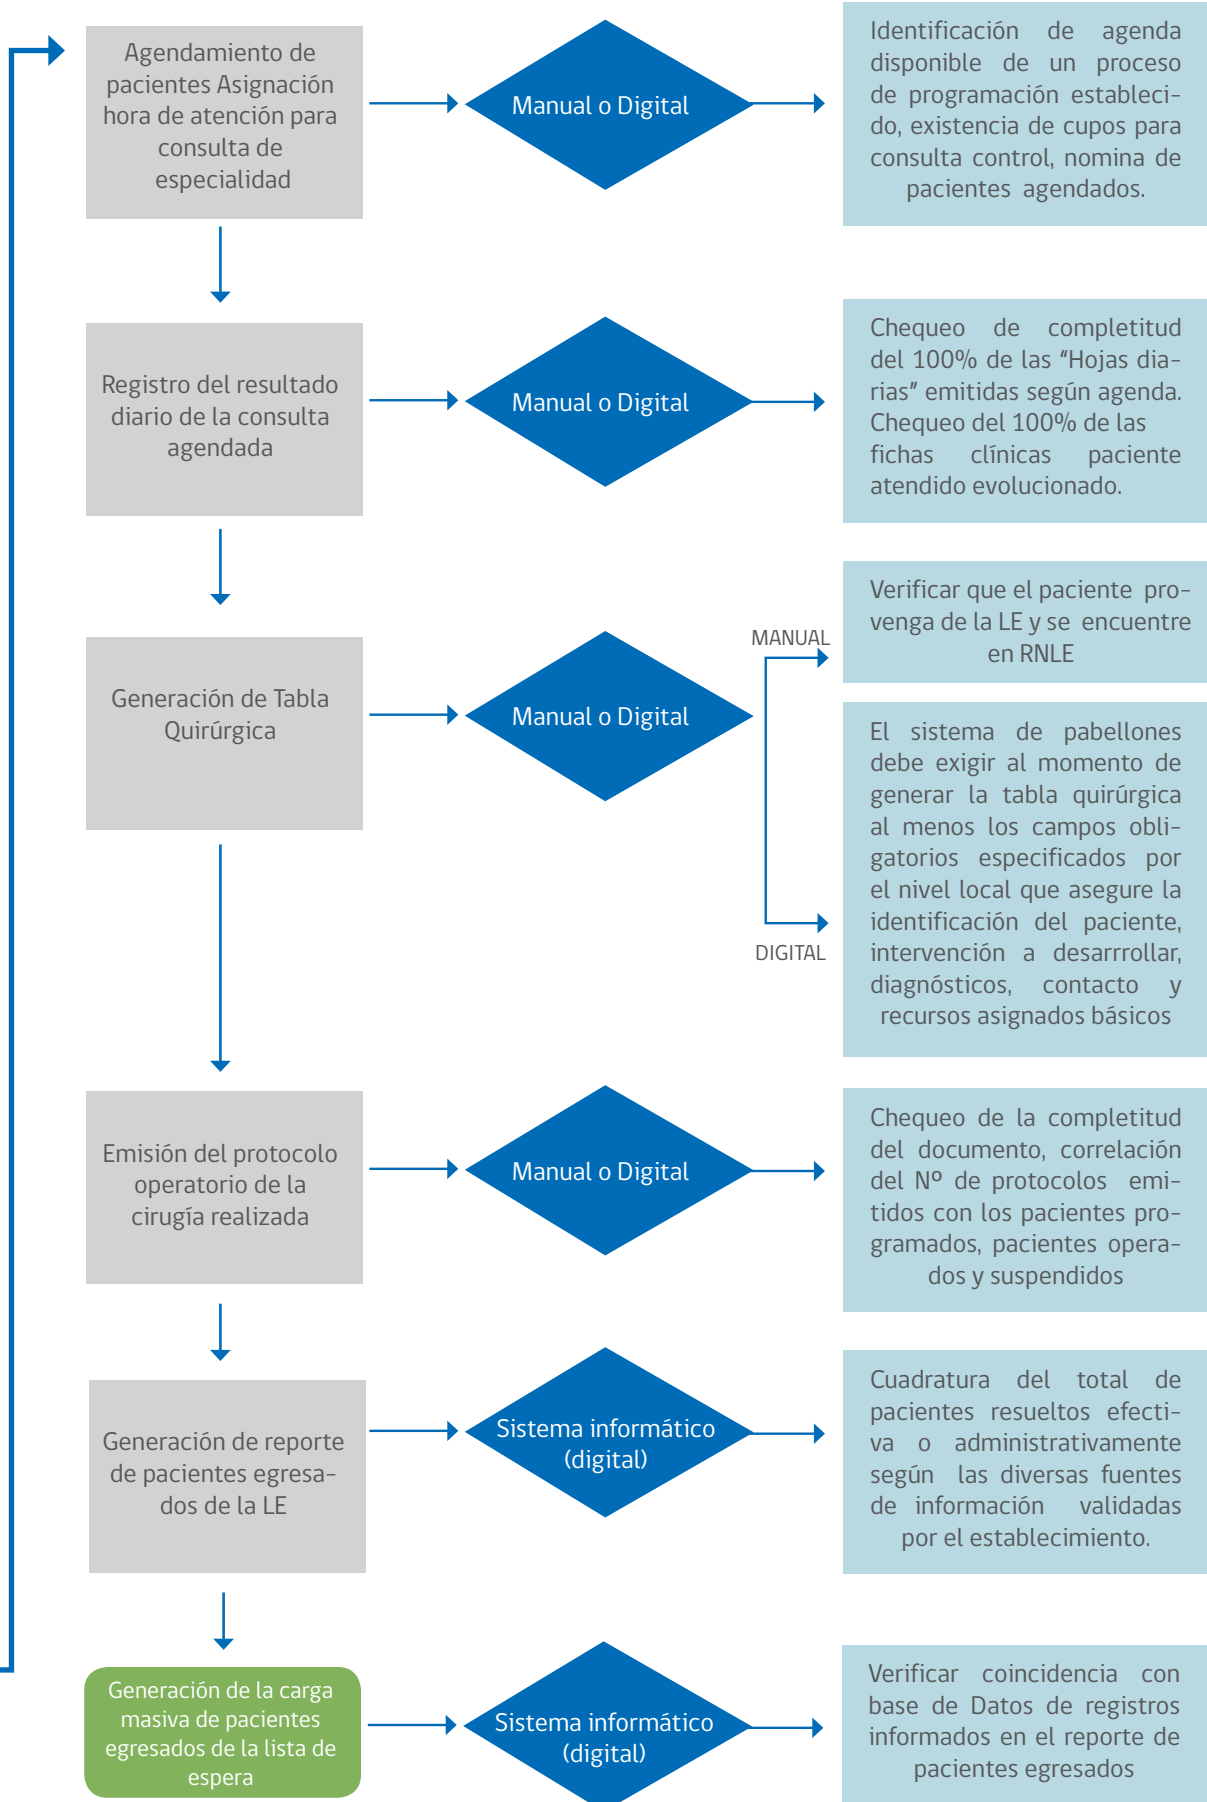 Agendamiento de
pacientes Asignación
hora de atención para
consulta de
especialidad
Manual o Digital
Identificación de agenda
disponible de un proceso
de programación estableci-
do, existencia de cupos para
consulta control, nomina de
pacientes agendados.
Registro del resultado
diario de la consulta
agendada
Manual o Digital
Chequeo de completitud
del 100% de las "Hojas dia-
rias" emitidas según agenda.
Chequeo del 100% de las
fichas clínicas paciente
atendido evolucionado.
Generación de Tabla
Quirúrgica
Manual o Digital
MANUAL
Verificar que el paciente pro-
venga de la LE y se encuentre
en RNLE
DIGITAL
El sistema de pabellones
debe exigir al momento de
generar la tabla quirúrgica
al menos los campos obli-
gatorios especificados por
el nivel local que asegure la
identificación del paciente,
intervención a desarrrollar,
diagnósticos, contacto y
recursos asignados básicos
Emisión del protocolo
operatorio de la
cirugía realizada
Manual o Digital
Chequeo de la completitud
del documento, correlación
del Nº de protocolos emi-
tidos con los pacientes pro-
gramados, pacientes opera-
dos y suspendidos
Generación de reporte
de pacientes egresa-
dos de la LE
Sistema informático
(digital)
Cuadratura del total de
pacientes resueltos efecti-
va o administrativamente
según las diversas fuentes
de información validadas
por el establecimiento.
Generación de la carga
masiva de pacientes
egresados de la lista de
espera
Sistema informático
(digital)
Verificar coincidencia con
base de Datos de registros
informados en el reporte de
pacientes egresados